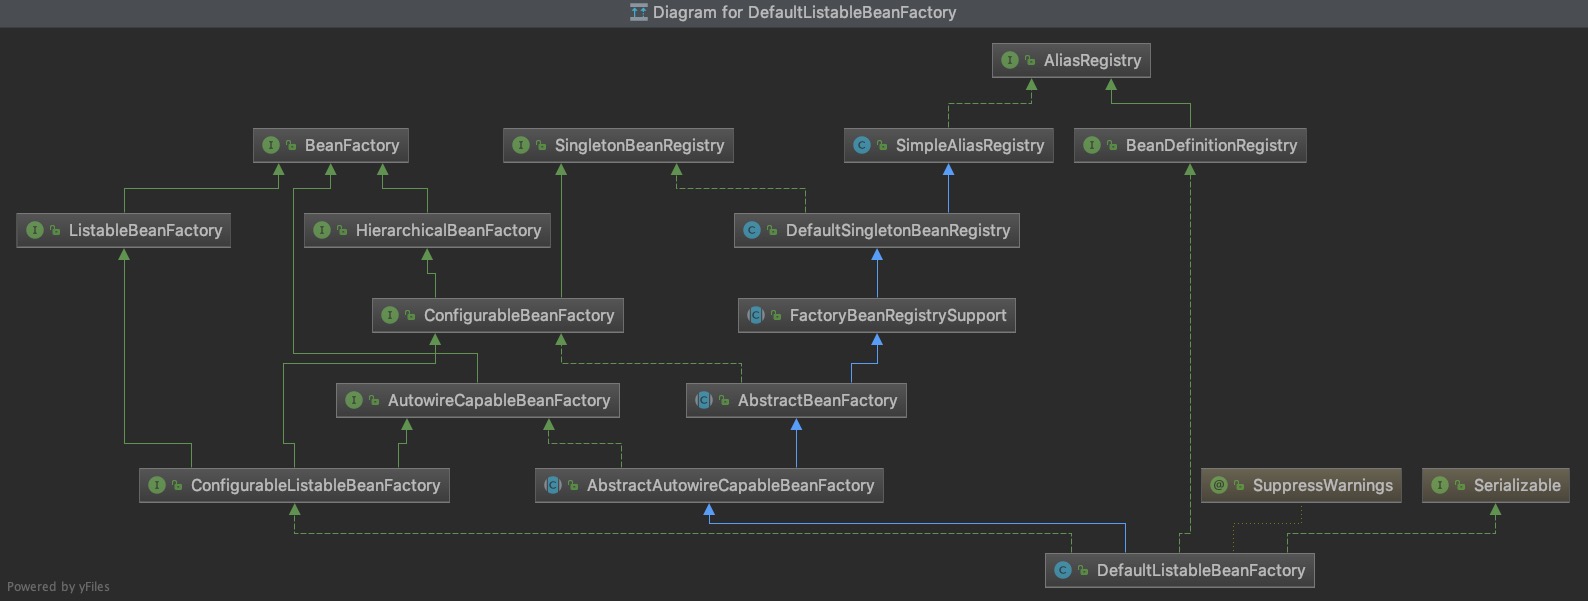 Diagram for DefaultListableBeanFactory
I AliasRegistry
I BeanFactory
I SingletonBeanRegistry
C SimpleAliasRegistry
I BeanDefinitionRegistry
I ListableBeanFactory
I HierarchicalBeanFactory
C DefaultSingletonBeanRegistry
I ConfigurableBeanFactory
C FactoryBeanRegistrySupport
I AutowireCapableBeanFactory
C AbstractBeanFactory
I ConfigurableListableBeanFactory
C AbstractAutowireCapableBeanFactory
@ SuppressWarnings
I Serializable
C DefaultListableBeanFactory
Powered by yFiles